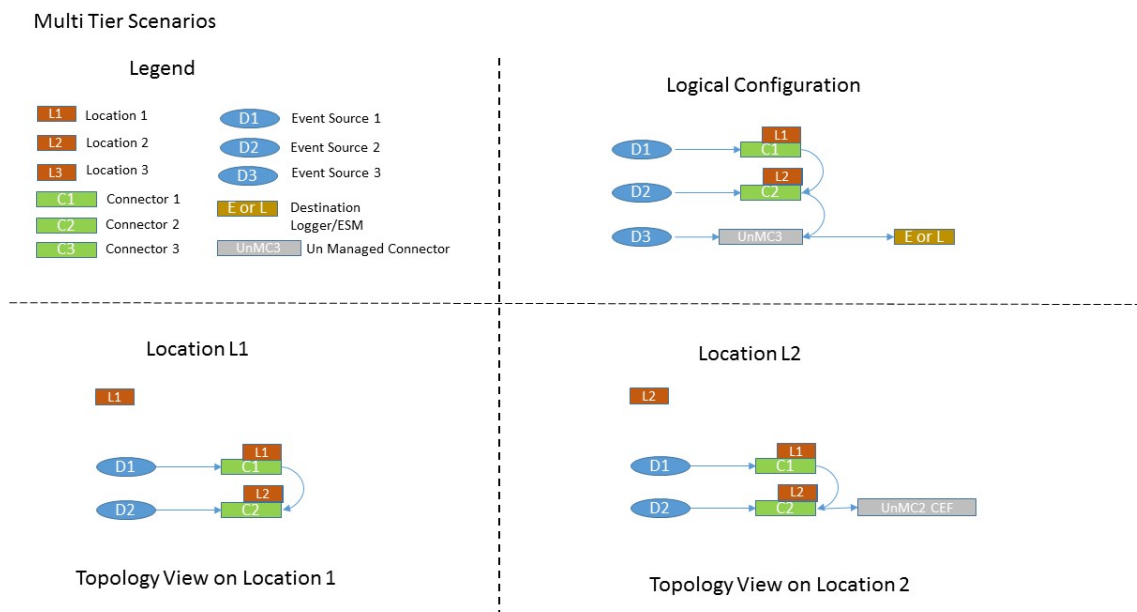 Multi Tier Scenarios
Legend
L1 Location 1
L2 Location 2
L3 Location 3
C1 Connector 1
C2 Connector 2
C3 Connector 3
D1 Event Source 1
D2 Event Source 2
D3 Event Source 3
E or L Destination
Logger/ESM
UnMC3 Un Managed Connector
Logical Configuration
L1
D1 C1
L2
D2 C2
D3 UnMC3 E or L
Location L1
L1
L1
D1 C1
L2
D2 C2
Topology View on Location 1
Location L2
L2
L1
D1 C1
L2
D2 C2 UnMC2 CEF
Topology View on Location 2